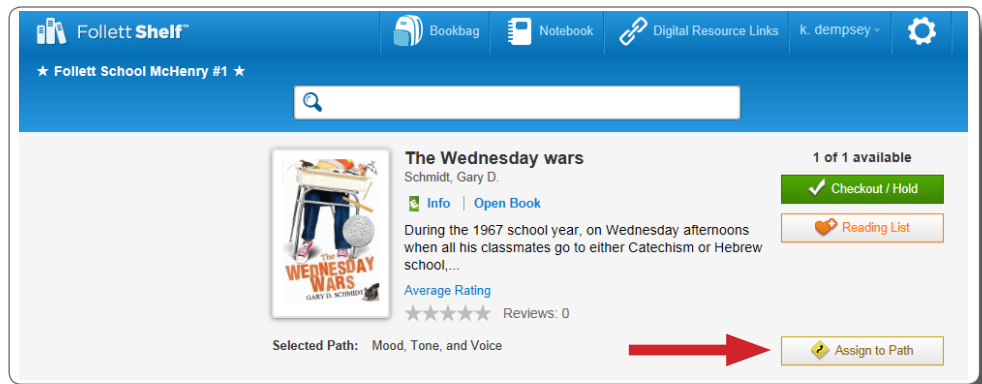 Follett Shelf™
Bookbag
Notebook
Digital Resource Links
k. dempsey
★ Follett School McHenry #1 ★
The Wednesday wars
Schmidt, Gary D.
Info | Open Book
During the 1967 school year, on Wednesday afternoons
when all his classmates go to either Catechism or Hebrew
school,...
Average Rating
Reviews: 0
Selected Path: Mood, Tone, and Voice
The
WEDNESDAY
WARS
GARY D. SCHMIDT
1 of 1 available
Checkout / Hold
Reading List
Assign to Path